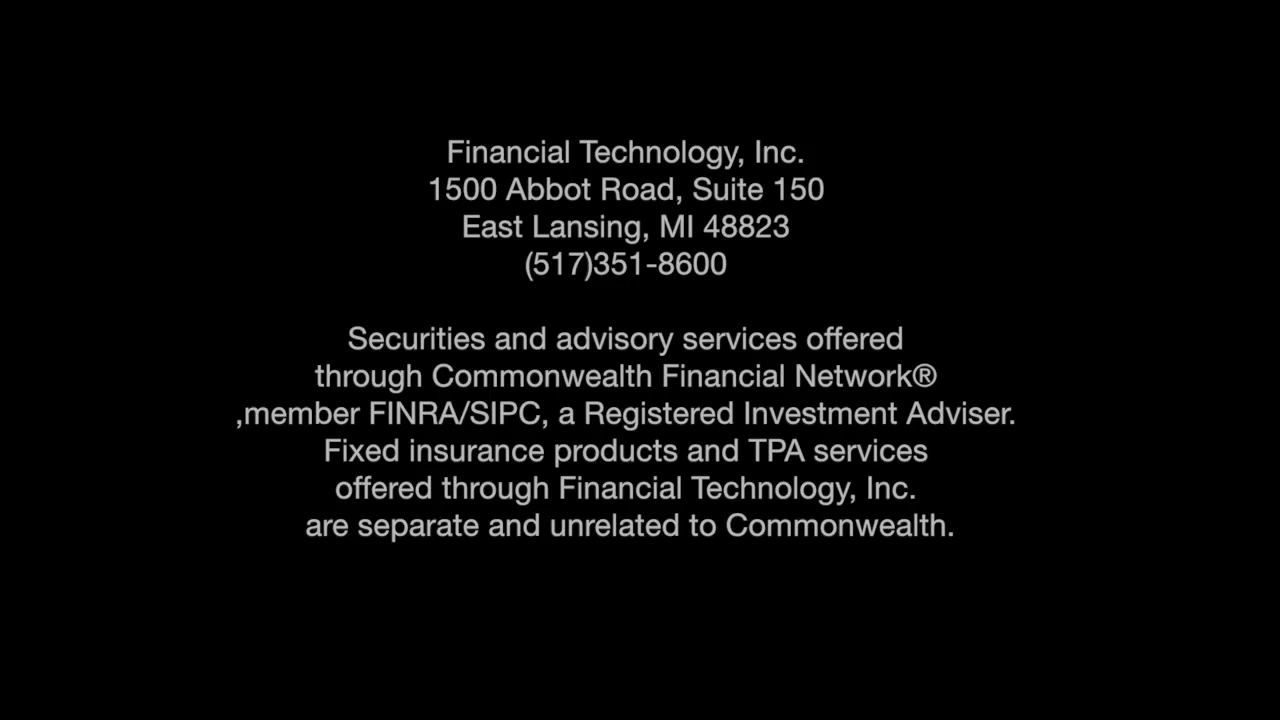 Financial Technology, Inc.
1500 Abbot Road, Suite 150
East Lansing, MI 48823
(517)351-8600
Securities and advisory services offered
through Commonwealth Financial Network®
,member FINRA/SIPC, a Registered Investment Adviser.
Fixed insurance products and TPA services
offered through Financial Technology, Inc.
are separate and unrelated to Commonwealth.